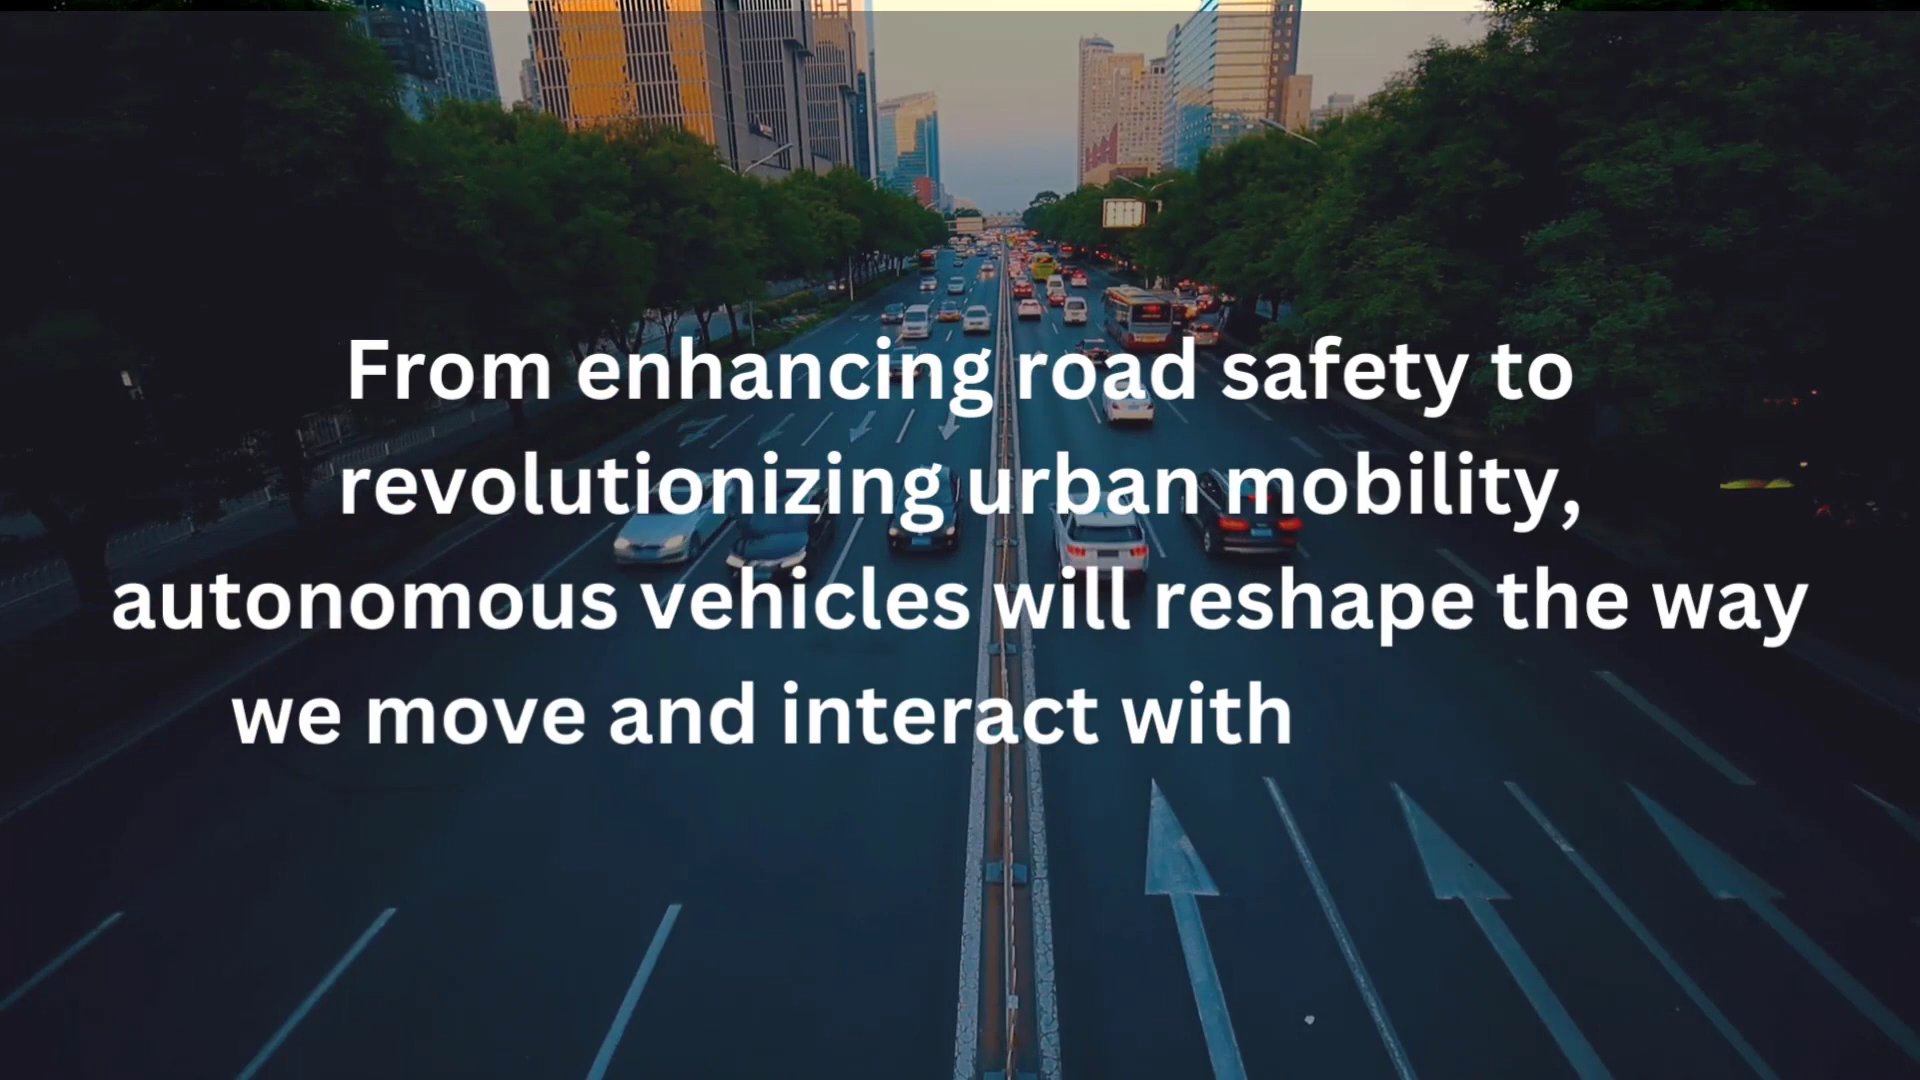 From enhancing road safety to
revolutionizing urban mobility,
autonomous vehicles will reshape the way
we move and interact with